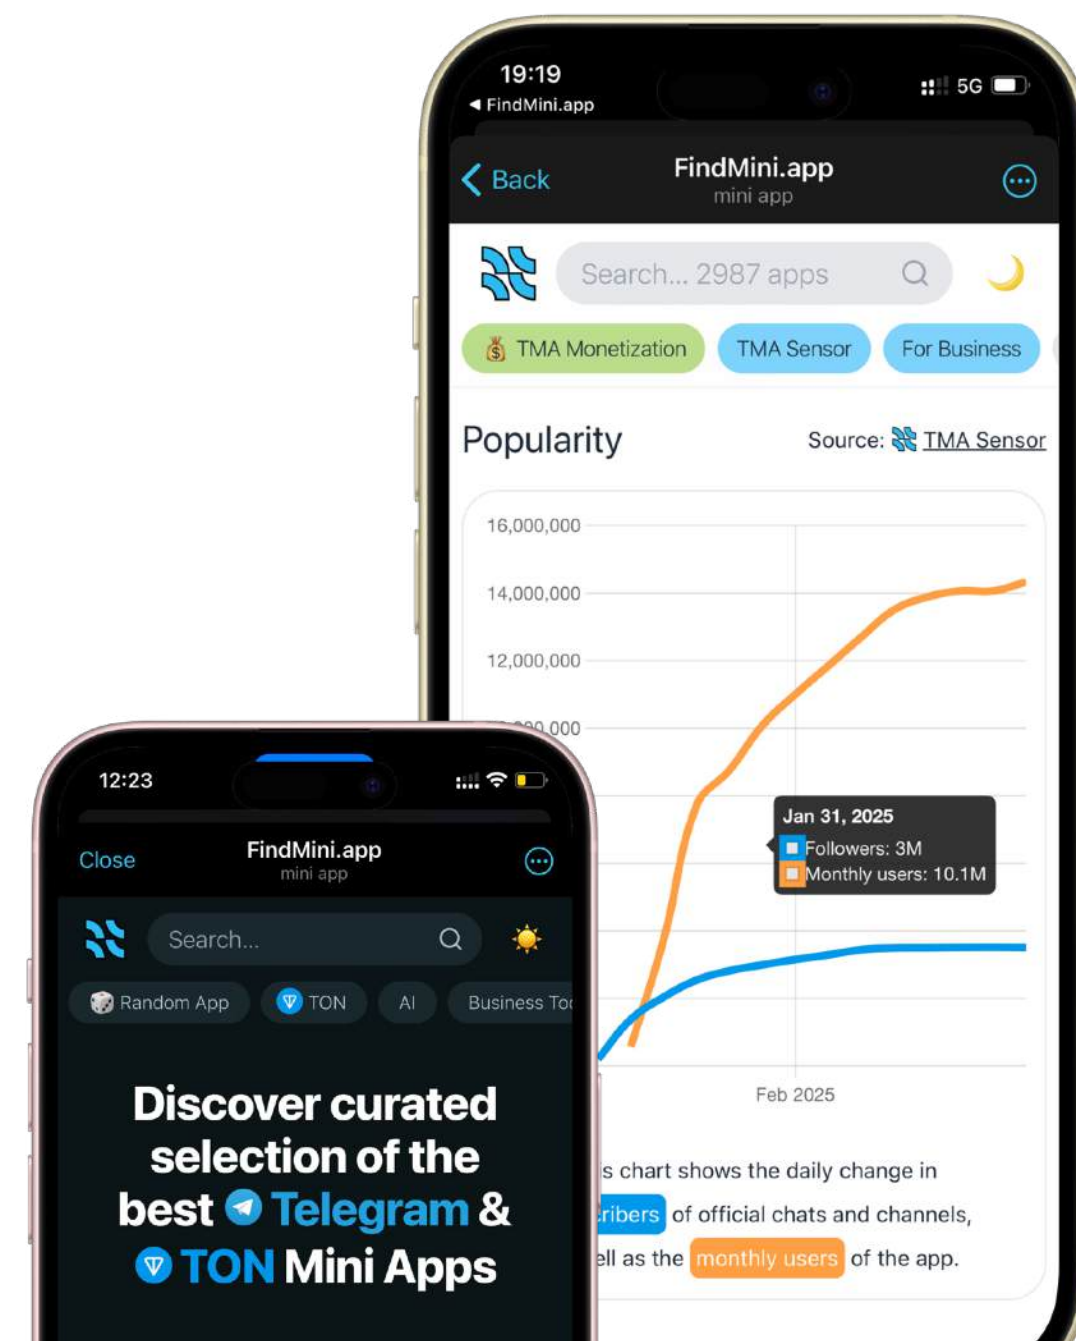 19:19
5G
FindMini.app
Back
FindMini.app
mini app
Search... 2987 apps
TMA Monetization
TMA Sensor
For Business
Popularity
Source: TMA Sensor
16,000,000
14,000,000
12,000,000
000,000
Jan 31, 2025
Followers: 3M
Monthly users: 10.1M
Feb 2025
s chart shows the daily change in
ribers of official chats and channels,
ell as the monthly users of the app.
12:23
Close
FindMini.app
mini app
Search...
Random App
TON
AI
Business Too
Discover curated
selection of the
best Telegram &
TON Mini Apps